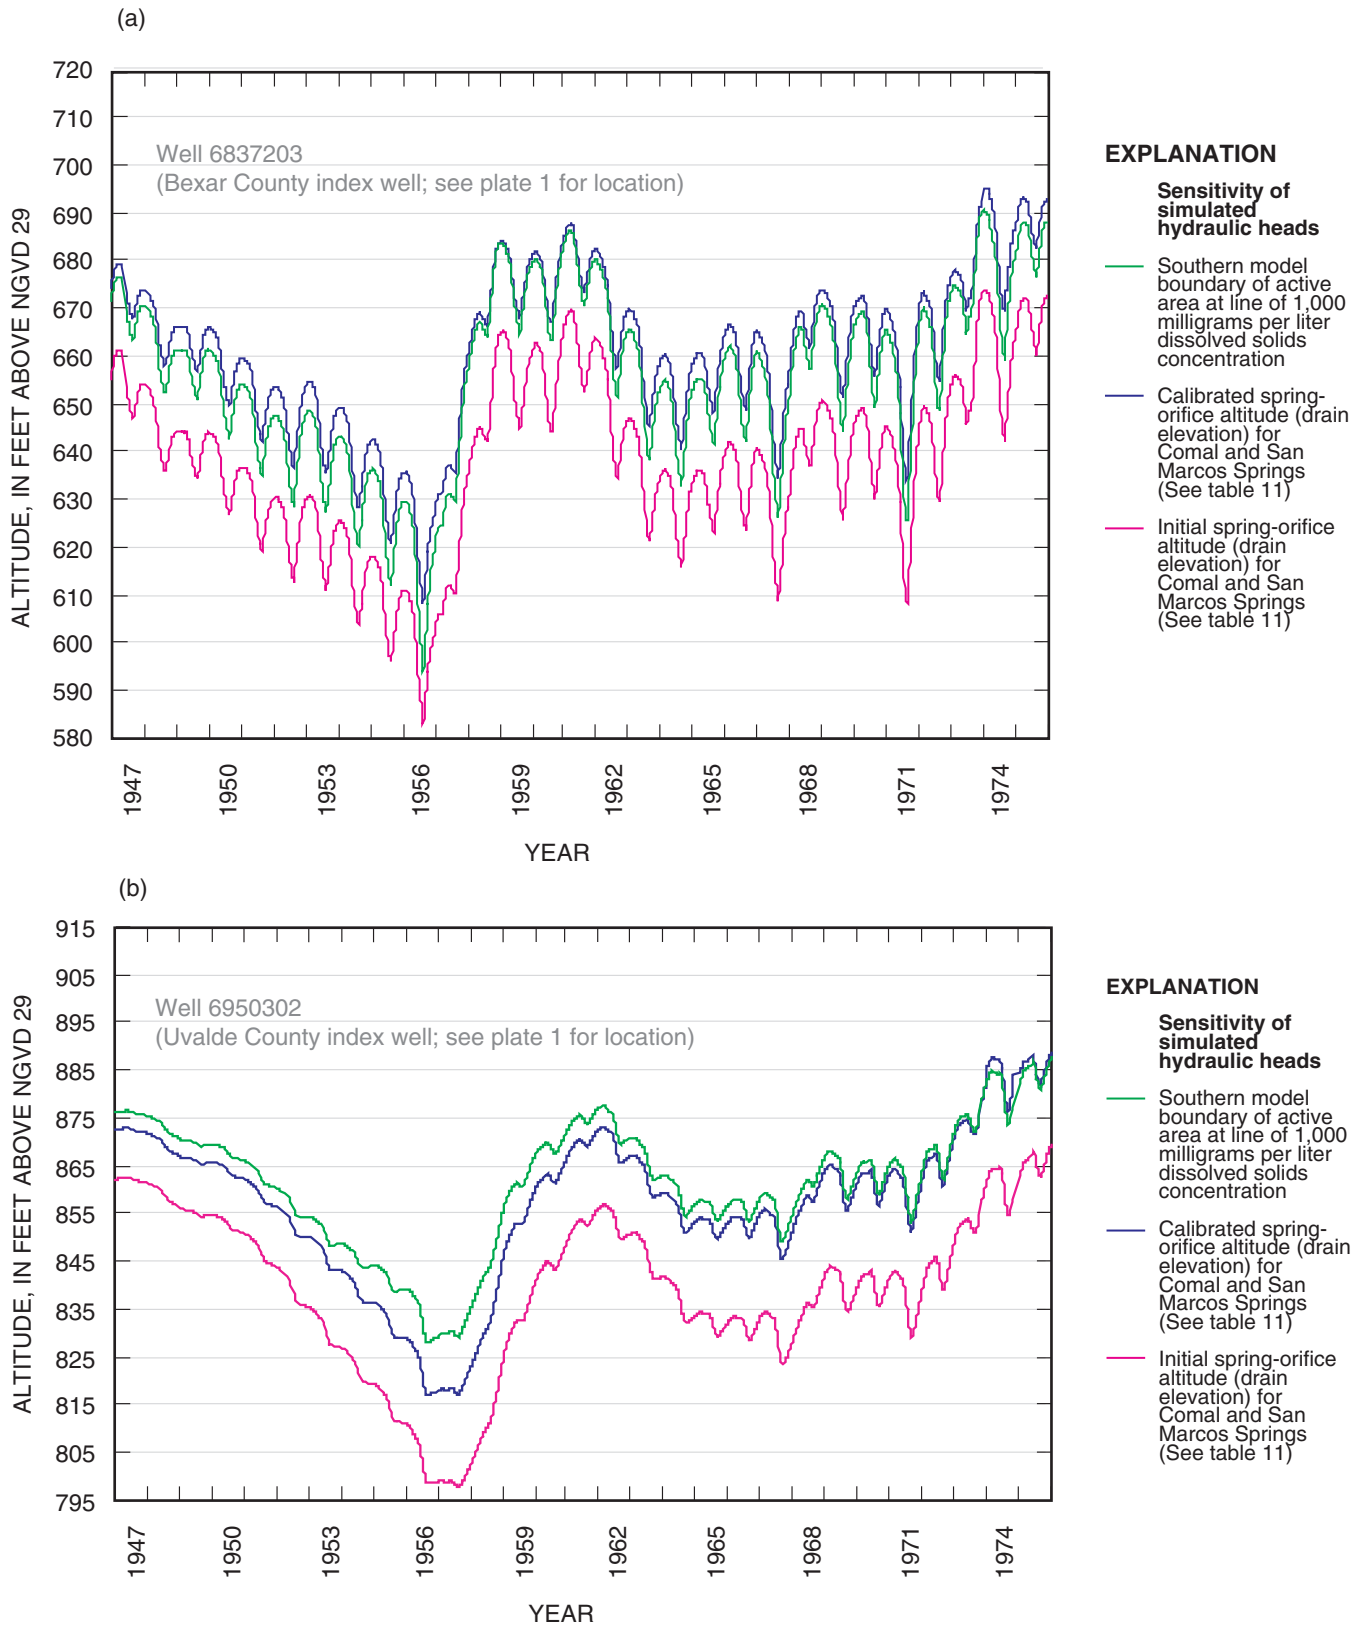 (a)
720
710
700
690
680
670
660
650
640
630
620
610
600
590
580
ALTITUDE, IN FEET ABOVE NGVD 29
Well 6837203
(Bexar County index well; see plate 1 for location)
1947
1950
1953
1956
1959
1962
1965
1968
1971
1974
YEAR
EXPLANATION
Sensitivity of
simulated
hydraulic heads
Southern model
boundary of active
area at line of 1,000
milligrams per liter
dissolved solids
concentration
Calibrated spring-
orifice altitude (drain
elevation) for
Comal and San
Marcos Springs
(See table 11)
Initial spring-orifice
altitude (drain
elevation) for
Comal and San
Marcos Springs
(See table 11)
(b)
915
905
895
885
875
865
855
845
835
825
815
805
795
ALTITUDE, IN FEET ABOVE NGVD 29
Well 6950302
(Uvalde County index well; see plate 1 for location)
1947
1950
1953
1956
1959
1962
1965
1968
1971
1974
YEAR
EXPLANATION
Sensitivity of
simulated
hydraulic heads
Southern model
boundary of active
area at line of 1,000
milligrams per liter
dissolved solids
concentration
Calibrated spring-
orifice altitude (drain
elevation) for
Comal and San
Marcos Springs
(See table 11)
Initial spring-orifice
altitude (drain
elevation) for
Comal and San
Marcos Springs
(See table 11)